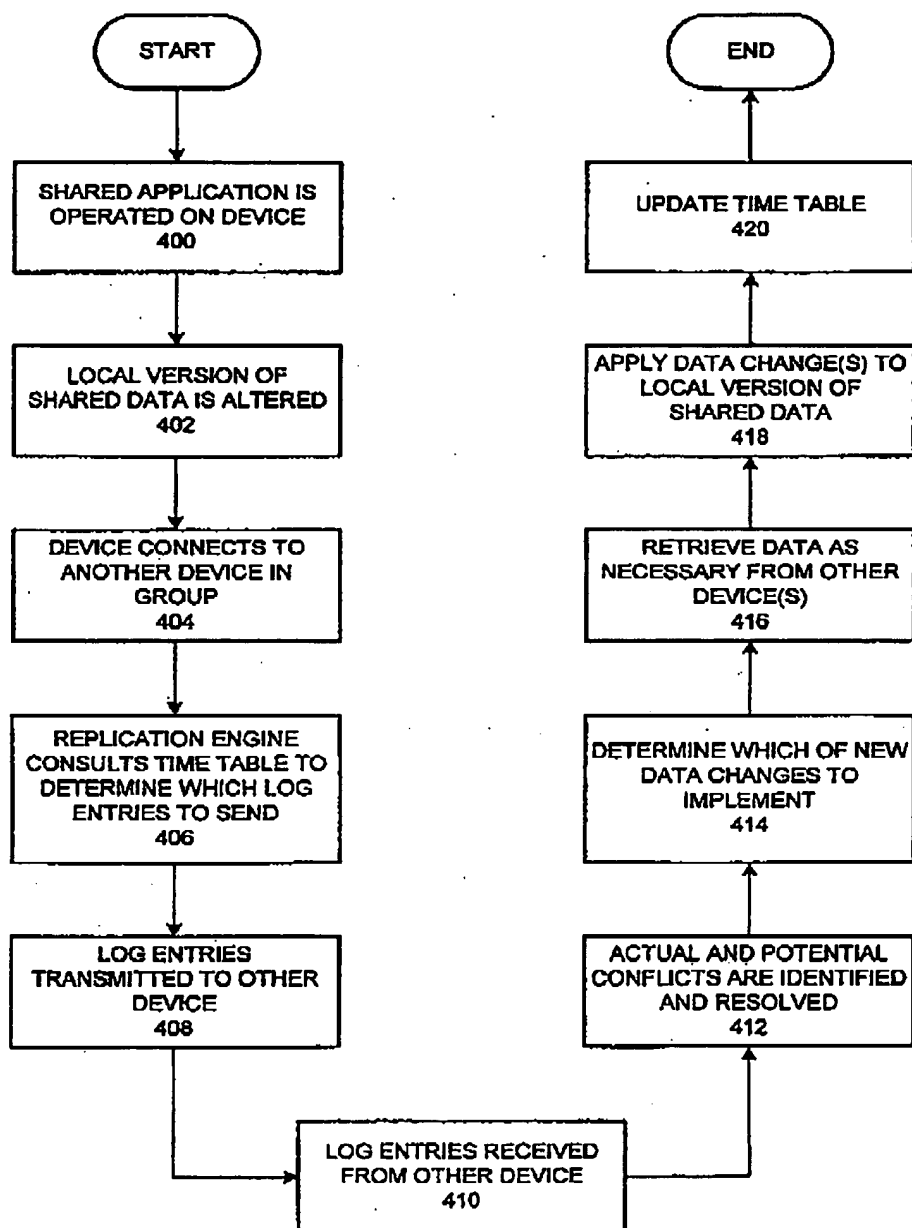 START
SHARED APPLICATION IS
OPERATED ON DEVICE
400
LOCAL VERSION OF
SHARED DATA IS ALTERED
402
DEVICE CONNECTS TO
ANOTHER DEVICE IN
GROUP
404
REPLICATION ENGINE
CONSULTS TIME TABLE TO
DETERMINE WHICH LOG
ENTRIES TO SEND
406
LOG ENTRIES
TRANSMITTED TO OTHER
DEVICE
408
LOG ENTRIES RECEIVED
FROM OTHER DEVICE
410
ACTUAL AND POTENTIAL
CONFLICTS ARE IDENTIFIED
AND RESOLVED
412
DETERMINE WHICH OF NEW
DATA CHANGES TO
IMPLEMENT
414
RETRIEVE DATA AS
NECESSARY FROM OTHER
DEVICE(S)
416
APPLY DATA CHANGE(S) TO
LOCAL VERSION OF
SHARED DATA
418
UPDATE TIME TABLE
420
END